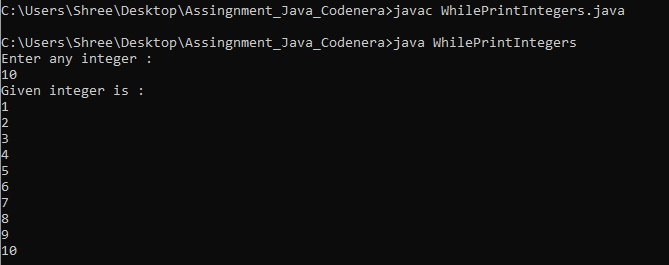 C:\Users\Shree\Desktop\Assingnment_Java_Codenera>javac WhilePrintIntegers.java
C:\Users\Shree\Desktop\Assingnment_Java_Codenera>java WhilePrintIntegers
Enter any integer :
10
Given integer is :
1
2
3
4
5
6
7
8
9
10